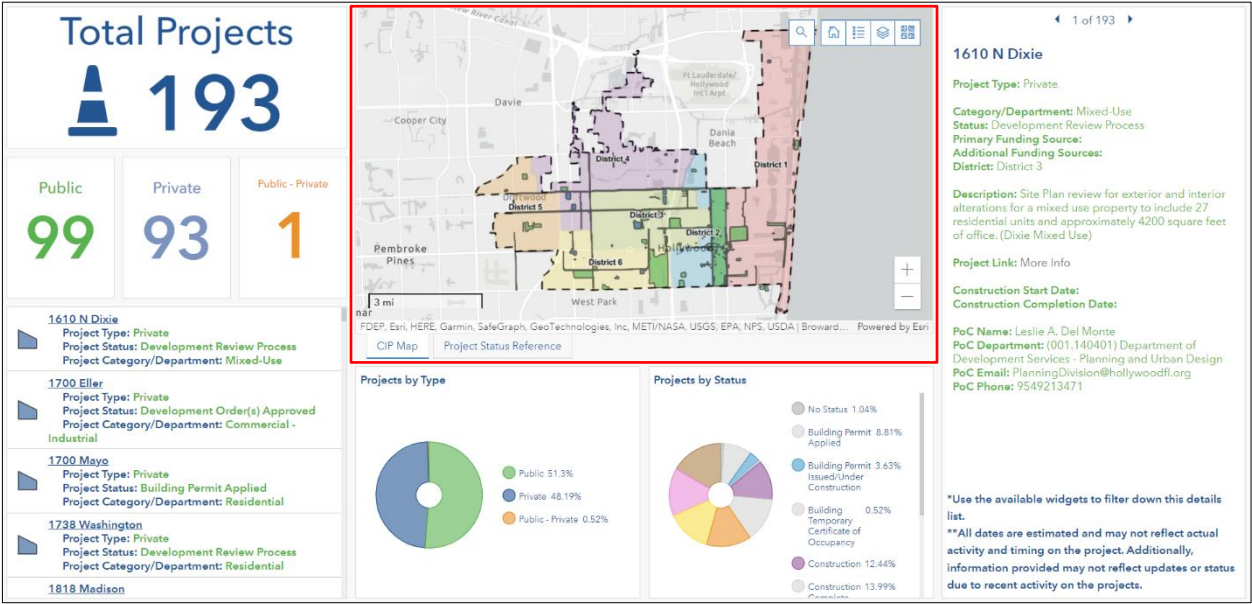 Total Projects
193
Public
99
Private
93
Public - Private
1
1610 N Dixie
Project Type: Private
Project Status: Development Review Process
Project Category/Department: Mixed-Use
1700 Eller
Project Type: Private
Project Status: Development Order(s) Approved
Project Category/Department: Commercial -
Industrial
1700 Mayo
Project Type: Private
Project Status: Building Permit Applied
Project Category/Department: Residential
1738 Washington
Project Type: Private
Project Status: Development Review Process
Project Category/Department: Residential
1818 Madison
New River Canal
Cooper City
Davie
Ft Lauderdale/
Hollywood
Int'l Arpt
Dania
Beach
District 4
District 1
Driftwood
District 5
District 3
District 2
Hollywood
District 6
Pembroke
Pines
West Park
3 mi
nar
FDEP, Esri, HERE, Garmin, SafeGraph, GeoTechnologies, Inc, METI/NASA, USGS, EPA, NPS, USDA | Broward... Powered by Esri
CIP Map
Project Status Reference
Projects by Type
Public 51.3%
Private 48.19%
Public - Private 0.52%
Projects by Status
No Status 1.04%
Building Permit 8.81%
Applied
Building Permit 3.63%
Issued/Under
Construction
Building 0.52%
Temporary
Certificate of
Occupancy
Construction 12.44%
Construction 13.99%
Complete
1 of 193
1610 N Dixie
Project Type: Private
Category/Department: Mixed-Use
Status: Development Review Process
Primary Funding Source:
Additional Funding Sources:
District: District 3
Description: Site Plan review for exterior and interior
alterations for a mixed use property to include 27
residential units and approximately 4200 square feet
of office. (Dixie Mixed Use)
Project Link: More Info
Construction Start Date:
Construction Completion Date:
PoC Name: Leslie A. Del Monte
PoC Department: (001.140401) Department of
Development Services - Planning and Urban Design
PoC Email: PlanningDivision@hollywoodfl.org
PoC Phone: 9549213471
*Use the available widgets to filter down this details
list.
**All dates are estimated and may not reflect actual
activity and timing on the project. Additionally,
information provided may not reflect updates or status
due to recent activity on the projects.